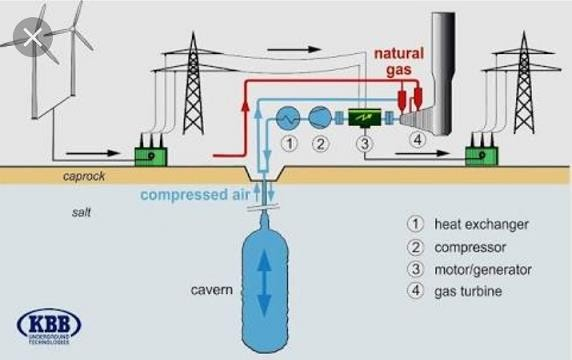 natural
gas
1
2
3
4
caprock
compressed air
salt
1 heat exchanger
2 compressor
3 motor/generator
4 gas turbine
cavern
KBB
UNDERGROUND
TECHNOLOGIES